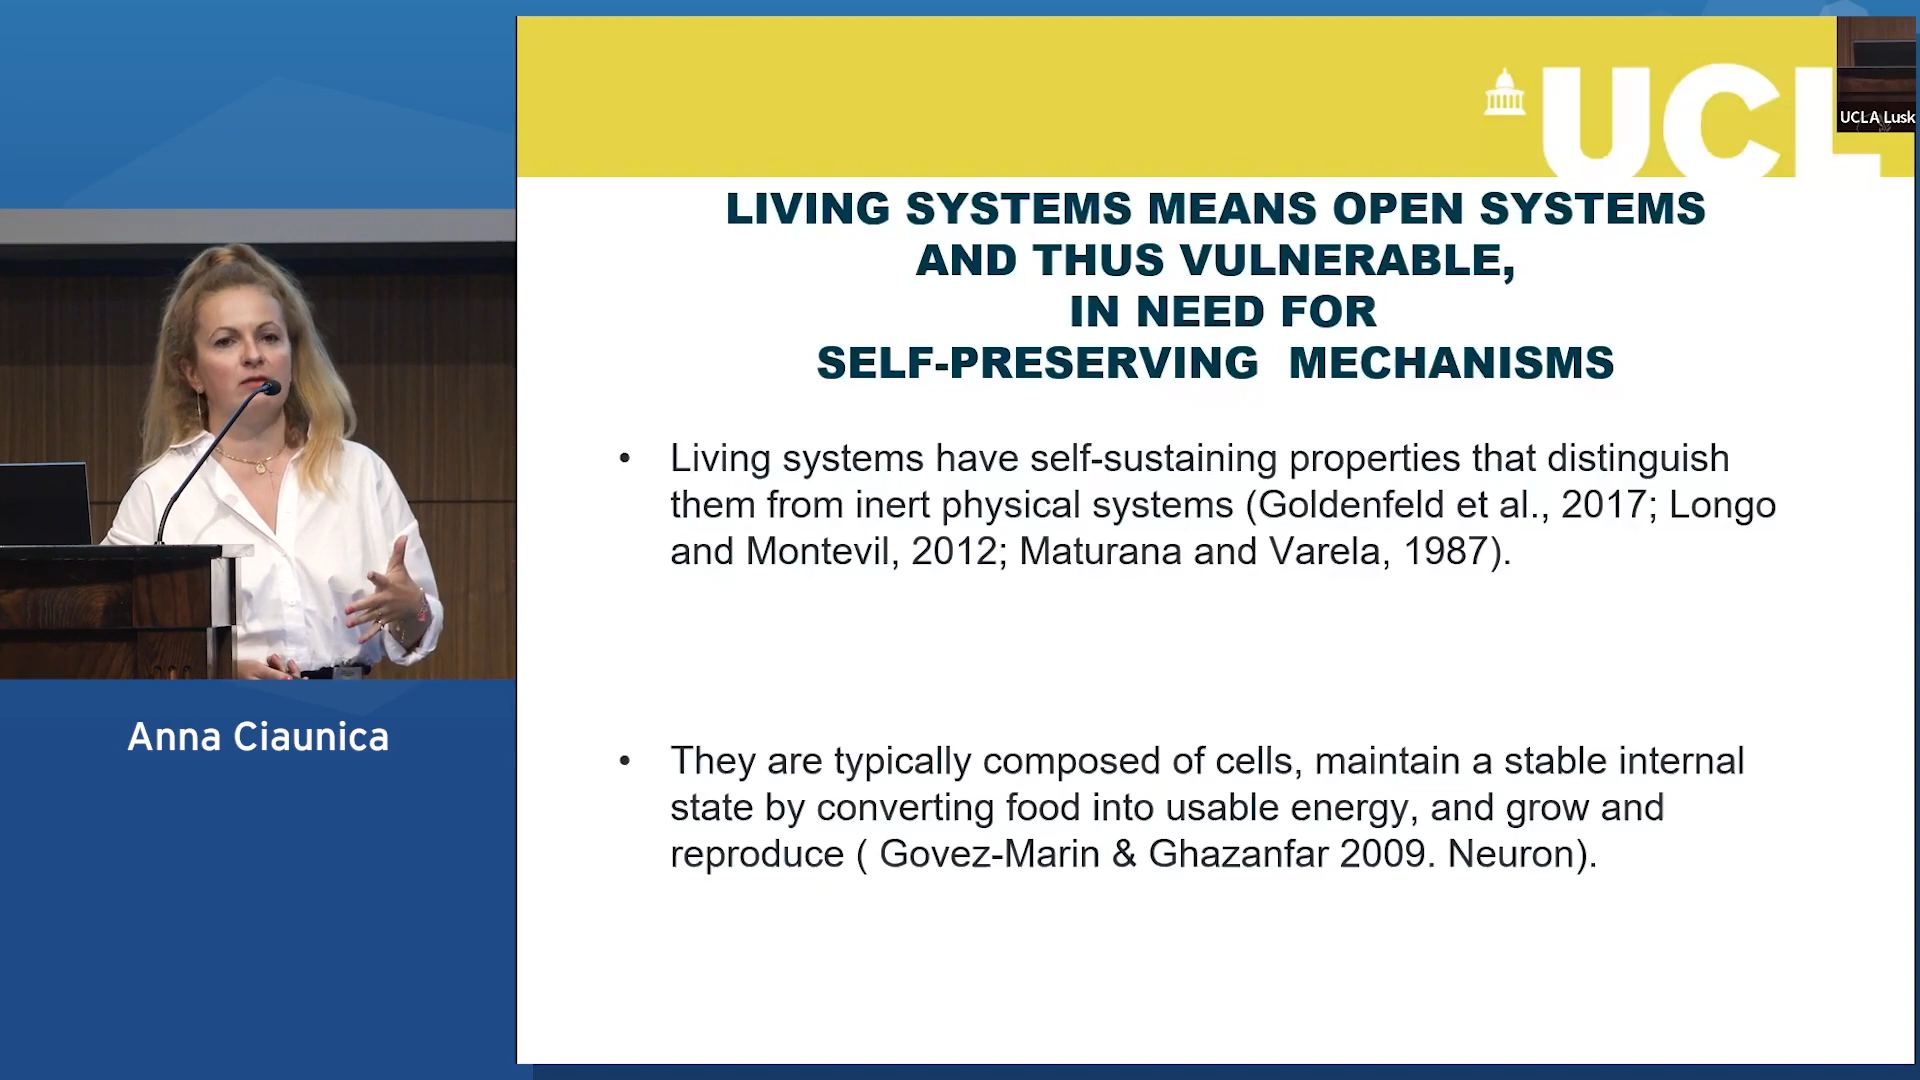 UCL
UCLA Lusk
LIVING SYSTEMS MEANS OPEN SYSTEMS
AND THUS VULNERABLE,
IN NEED FOR
SELF-PRESERVING MECHANISMS
• Living systems have self-sustaining properties that distinguish
them from inert physical systems (Goldenfeld et al., 2017; Longo
and Montevil, 2012; Maturana and Varela, 1987).
• They are typically composed of cells, maintain a stable internal
state by converting food into usable energy, and grow and
reproduce ( Govez-Marin & Ghazanfar 2009. Neuron).
Anna Ciaunica